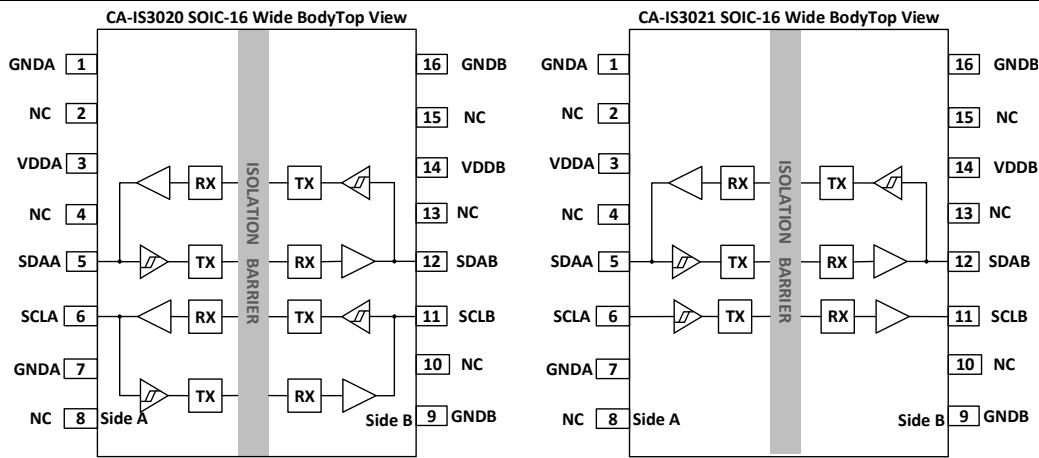 CA-IS3020 SOIC-16 Wide BodyTop View
GNDA 1
16 GNDB
NC 2
15 NC
VDDA 3
14 VDDB
RX
TX
NC 4
13 NC
SDAA 5
TX
RX
12 SDAB
SCLA 6
RX
TX
11 SCLB
GNDA 7
10 NC
TX
RX
NC 8
Side A
Side B
9 GNDB
ISOLATION BARRIER
CA-IS3021 SOIC-16 Wide BodyTop View
GNDA 1
16 GNDB
NC 2
15 NC
VDDA 3
14 VDDB
RX
TX
NC 4
13 NC
SDAA 5
TX
RX
12 SDAB
SCLA 6
TX
RX
11 SCLB
GNDA 7
10 NC
NC 8
Side A
Side B
9 GNDB
ISOLATION BARRIER